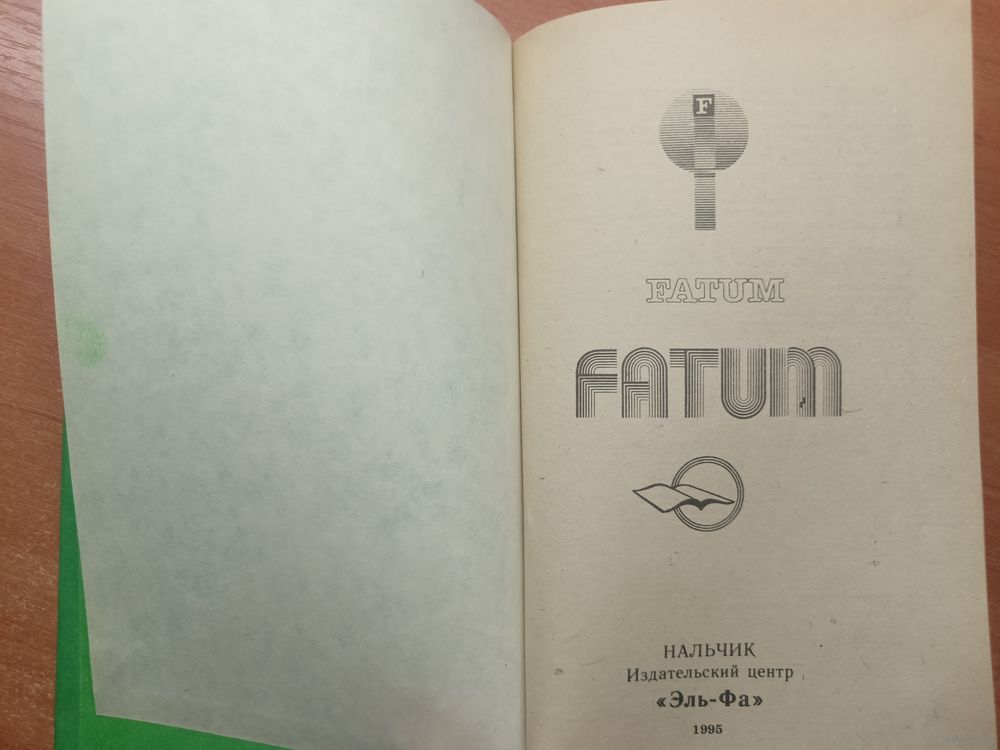 F
FATUM
FATUM
НАЛЬЧИК
Издательский центр
«Эль-Фа»
1995